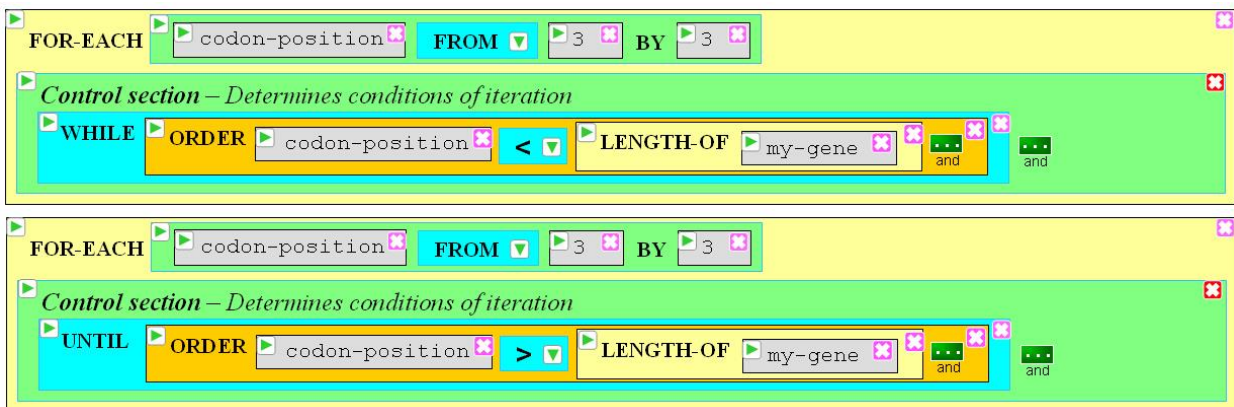 FOR-EACH codon-position FROM 3 BY 3
Control section – Determines conditions of iteration
WHILE ORDER codon-position < LENGTH-OF my-gene ... ...
and and
FOR-EACH codon-position FROM 3 BY 3
Control section – Determines conditions of iteration
UNTIL ORDER codon-position > LENGTH-OF my-gene ... ...
and and